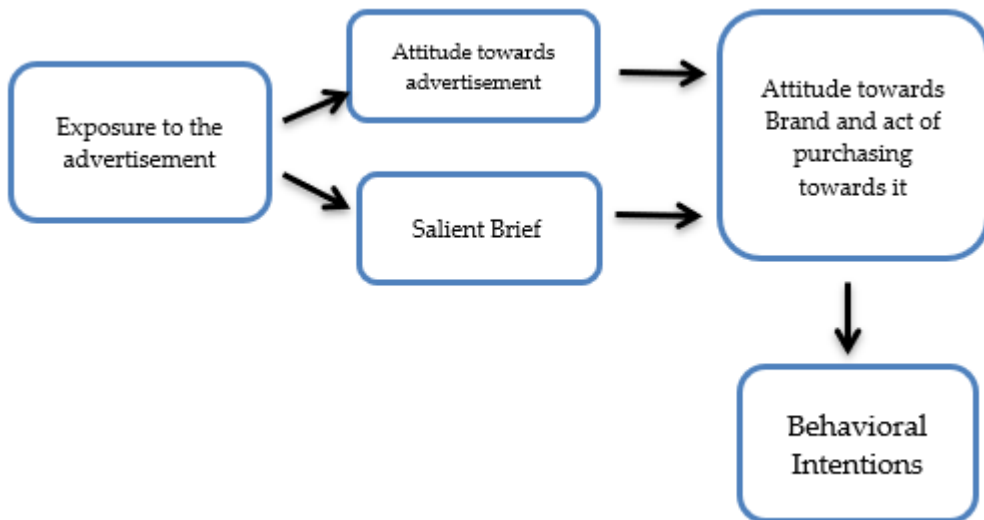 Exposure to the
advertisement
Attitude towards
advertisement
Salient Brief
Attitude towards
Brand and act of
purchasing
towards it
Behavioral
Intentions